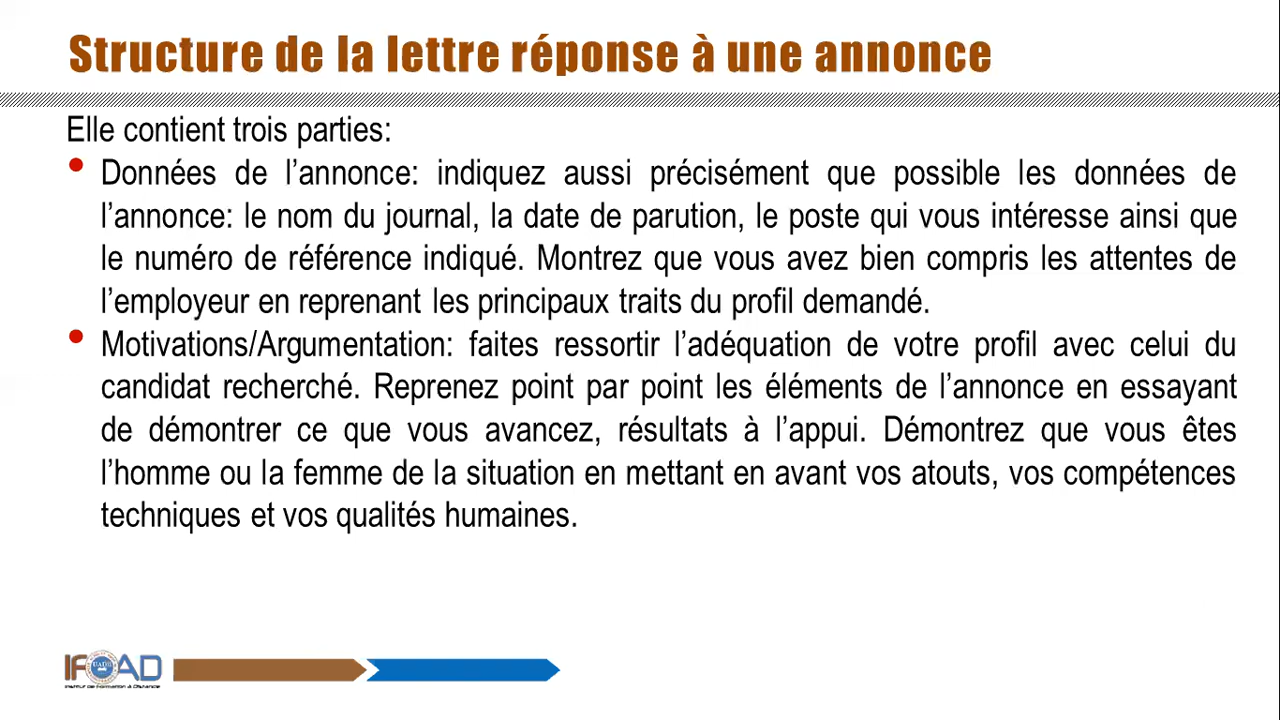 Structure de la lettre réponse à une annonce
Elle contient trois parties:
• Données de l’annonce: indiquez aussi précisément que possible les données de
l’annonce: le nom du journal, la date de parution, le poste qui vous intéresse ainsi que
le numéro de référence indiqué. Montrez que vous avez bien compris les attentes de
l’employeur en reprenant les principaux traits du profil demandé.
• Motivations/Argumentation: faites ressortir l’adéquation de votre profil avec celui du
candidat recherché. Reprenez point par point les éléments de l’annonce en essayant
de démontrer ce que vous avancez, résultats à l’appui. Démontrez que vous êtes
l’homme ou la femme de la situation en mettant en avant vos atouts, vos compétences
techniques et vos qualités humaines.
IFOAD
Institut de Formation à Distance